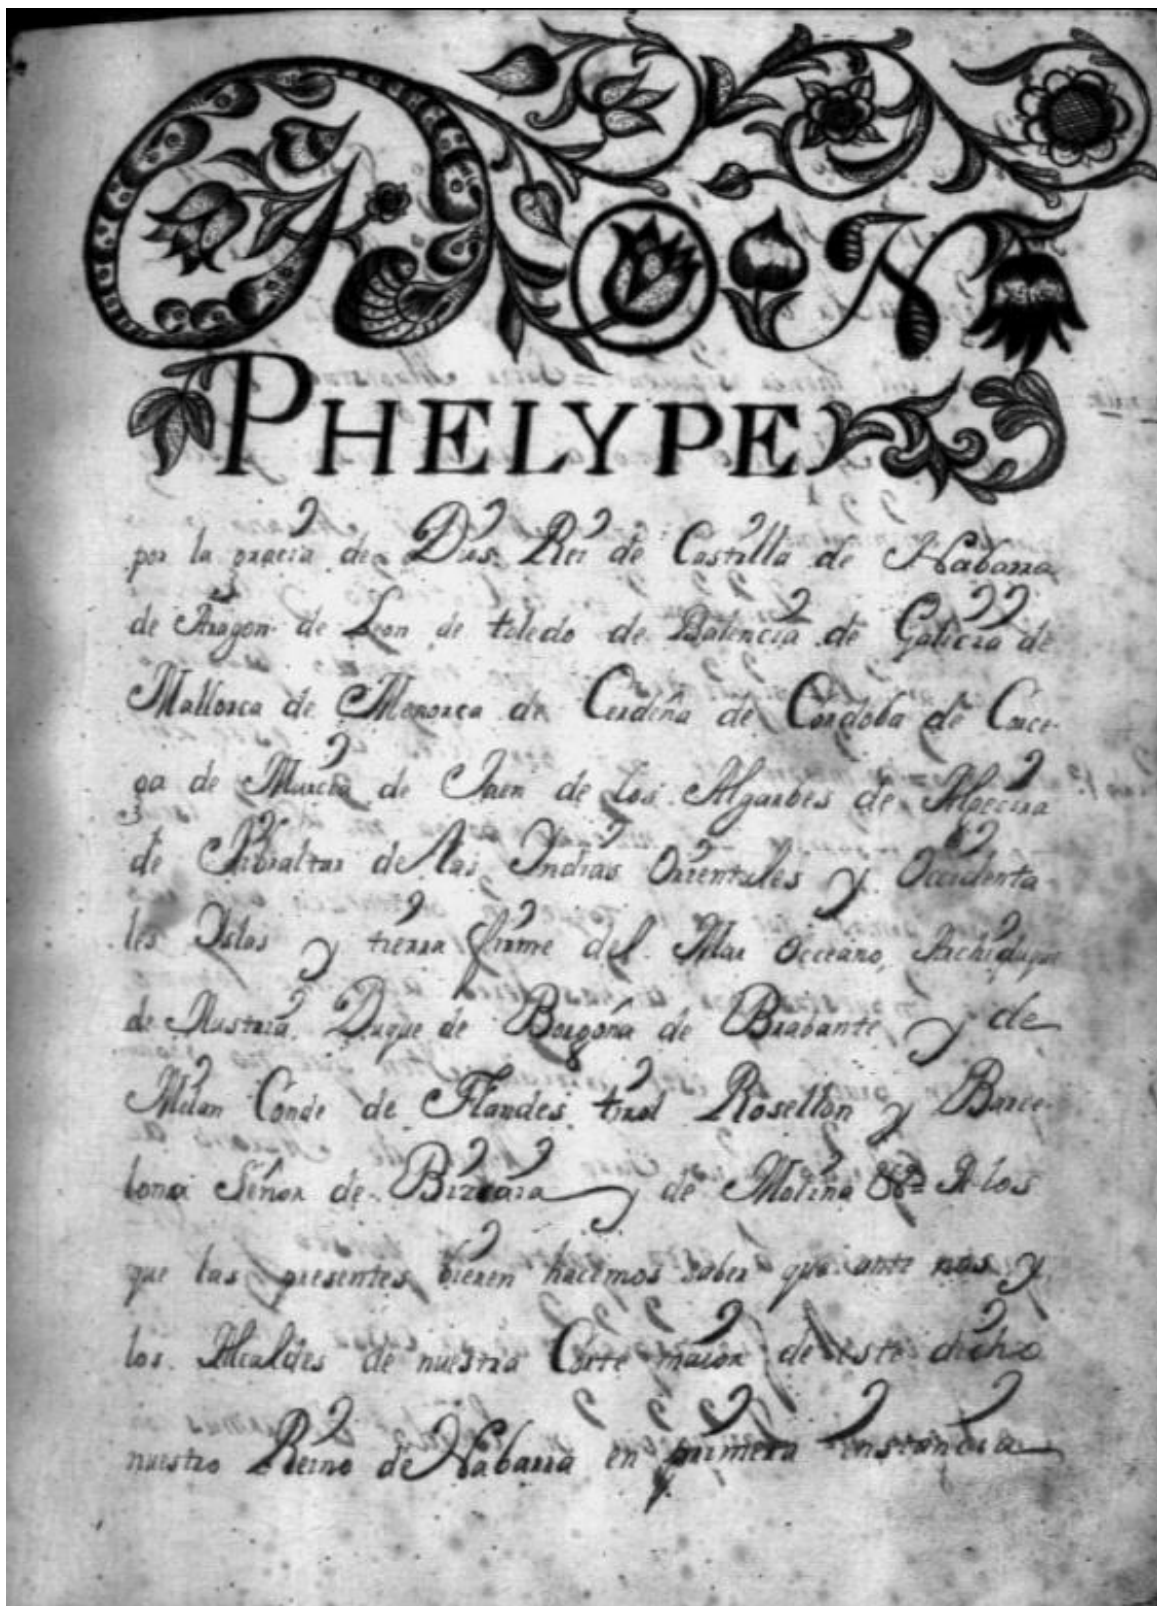 DON
PHELYPE
por la gracia de Dios Rei de Castilla de Nabarra
de Aragon de Leon de toledo de Balencia de Galicia de
Mallorca de Menorca de Cerdeña de Cordoba de Corce-
ga de Murcia de Jaen de los Algarbes de Algecira
de Gibraltar de las Indias Orientales y Occidenta
les Islas y tierra firme del Mar Occeano, Archiduque
de Austria Duque de Borgoña de Brabante y de
Milan Conde de Flandes tirol Rosellon y Barce-
lona Señor de Bizcaia y de Molina &ª A los
que las presentes bieren hacemos saber que ante nos y
los Alcaldes de nuestra Corte maior de este dicho
nuestro Reino de Nabarra en primera instancia